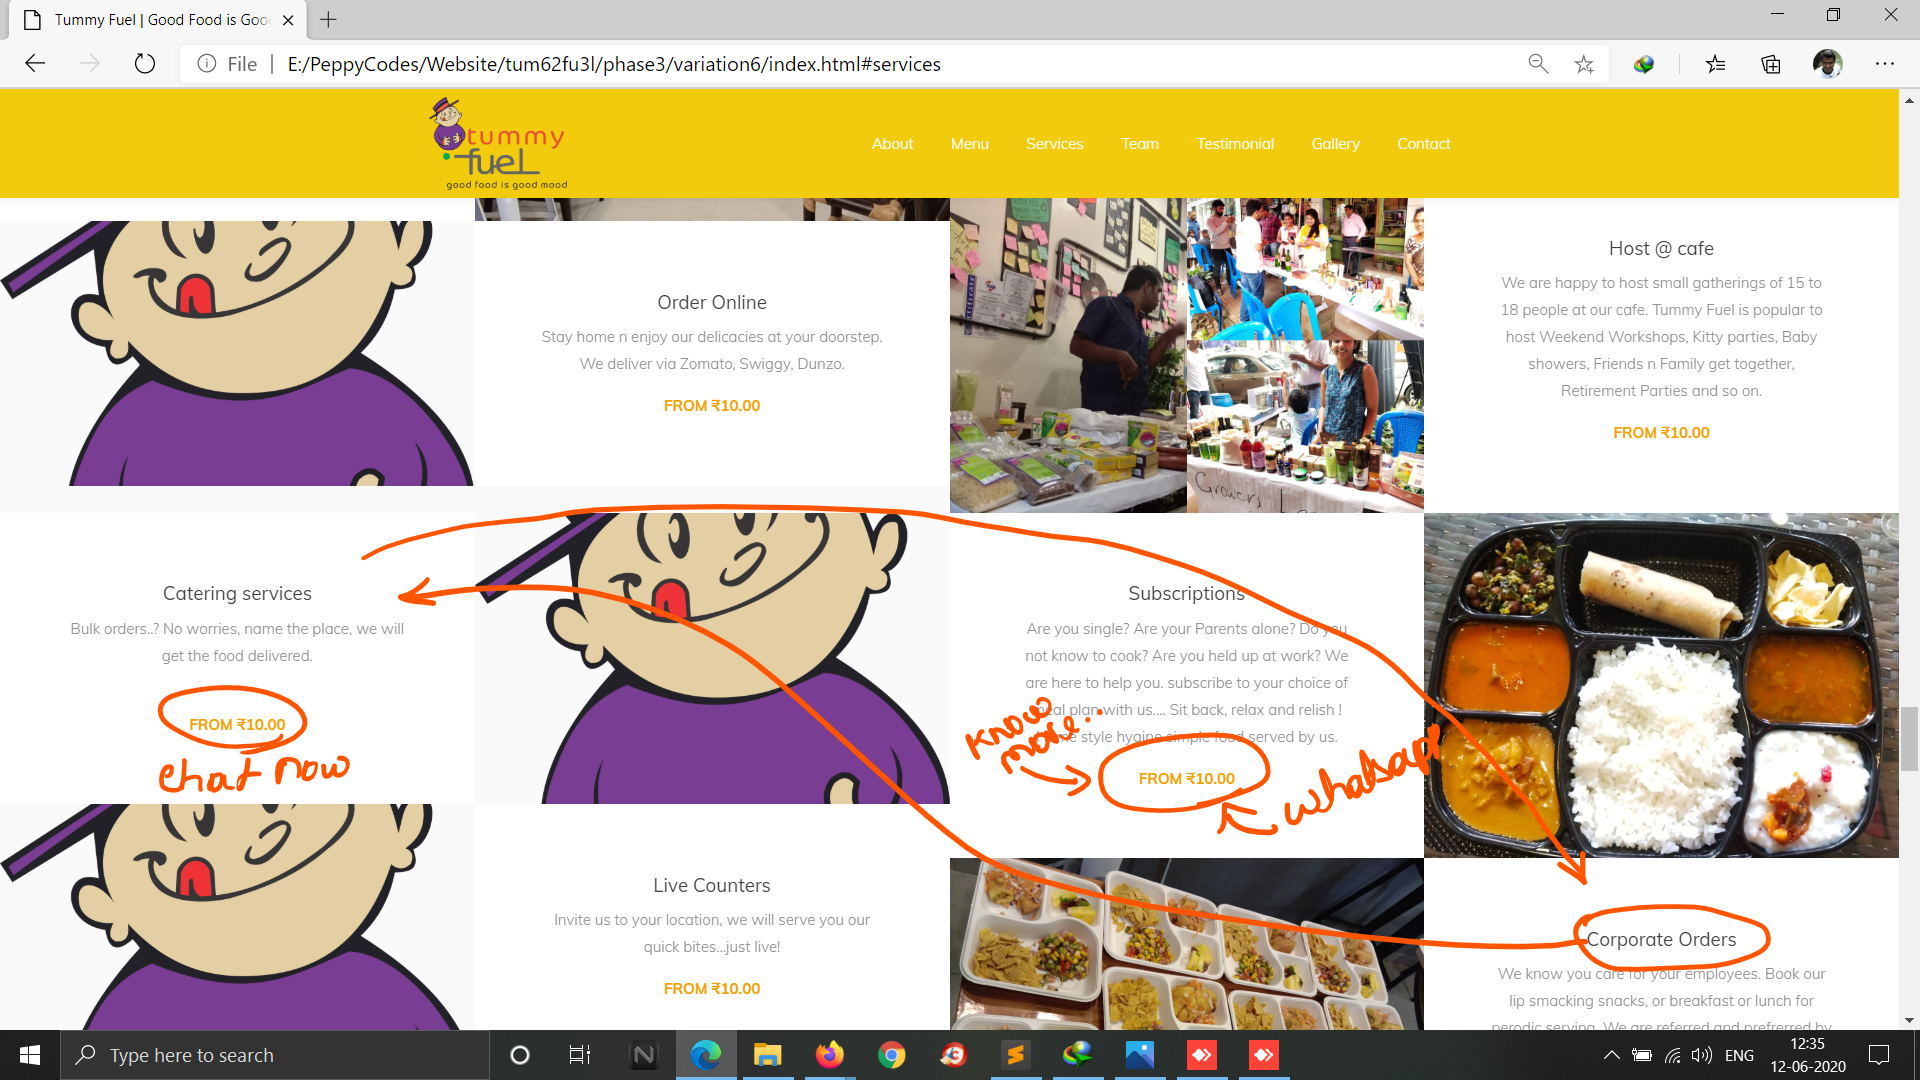 Tummy Fuel | Good Food is Goo
File
E:/PeppyCodes/Website/tum62fu3l/phase3/variation6/index.html#services
tummy
fuel
good food is good mood
About
Menu
Services
Team
Testimonial
Gallery
Contact
Order Online
Stay home n enjoy our delicacies at your doorstep.
We deliver via Zomato, Swiggy, Dunzo.
FROM ₹10.00
Growers
Host @ cafe
We are happy to host small gatherings of 15 to
18 people at our cafe. Tummy Fuel is popular to
host Weekend Workshops, Kitty parties, Baby
showers, Friends n Family get together,
Retirement Parties and so on.
FROM ₹10.00
Catering services
Bulk orders..? No worries, name the place, we will
get the food delivered.
FROM ₹10.00
chat now
Subscriptions
Are you single? Are your Parents alone? Do you
not know to cook? Are you held up at work? We
are here to help you. subscribe to your choice of
meal plan with us.... Sit back, relax and relish !
style hygine simple food served by us.
know
more..
FROM ₹10.00
whatsapp
Live Counters
Invite us to your location, we will serve you our
quick bites...just live!
FROM ₹10.00
Corporate Orders
We know you care for your employees. Book our
lip smacking snacks, or breakfast or lunch for
perodic serving. We are referred and prefrerred by
Type here to search
ENG
12:35
12-06-2020